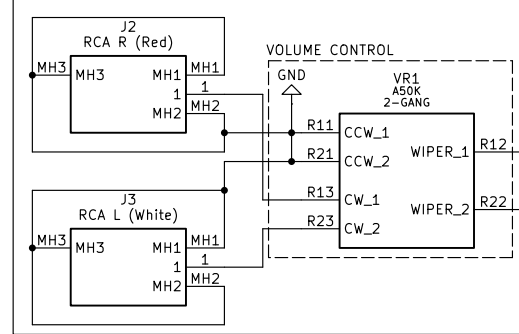 J2
RCA R (Red)
MH3 MH3 MH1 MH1
1 1
MH2 MH2
VOLUME CONTROL
GND
VR1
A50K
2-GANG
R11 CCW_1
R21 CCW_2
WIPER_1 R12
R13 CW_1
WIPER_2 R22
R23 CW_2
J3
RCA L (White)
MH3 MH3 MH1 MH1
1 1
MH2 MH2